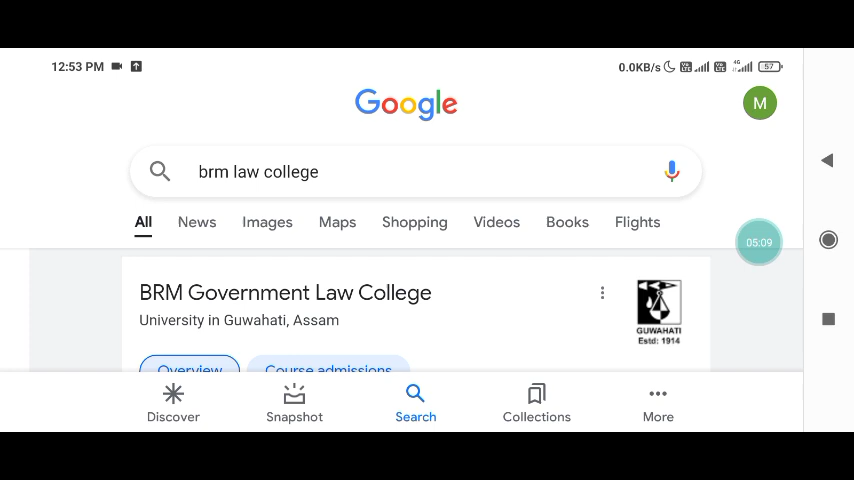 12:53 PM
0.0KB/s 4G 57
Google
M
brm law college
All News Images Maps Shopping Videos Books Flights
05:09
BRM Government Law College
University in Guwahati, Assam
GUWAHATI
Estd: 1914
Overview Course admissions
Discover Snapshot Search Collections More